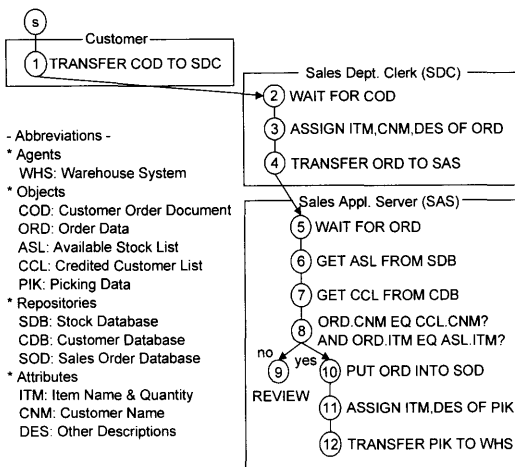 s
Customer
1 TRANSFER COD TO SDC
Sales Dept. Clerk (SDC)
2 WAIT FOR COD
3 ASSIGN ITM,CNM,DES OF ORD
4 TRANSFER ORD TO SAS
- Abbreviations -
* Agents
WHS: Warehouse System
* Objects
COD: Customer Order Document
ORD: Order Data
ASL: Available Stock List
CCL: Credited Customer List
PIK: Picking Data
* Repositories
SDB: Stock Database
CDB: Customer Database
SOD: Sales Order Database
* Attributes
ITM: Item Name & Quantity
CNM: Customer Name
DES: Other Descriptions
Sales Appl. Server (SAS)
5 WAIT FOR ORD
6 GET ASL FROM SDB
7 GET CCL FROM CDB
8 ORD.CNM EQ CCL.CNM?
AND ORD.ITM EQ ASL.ITM?
no
yes
9
REVIEW
10 PUT ORD INTO SOD
11 ASSIGN ITM,DES OF PIK
12 TRANSFER PIK TO WHS